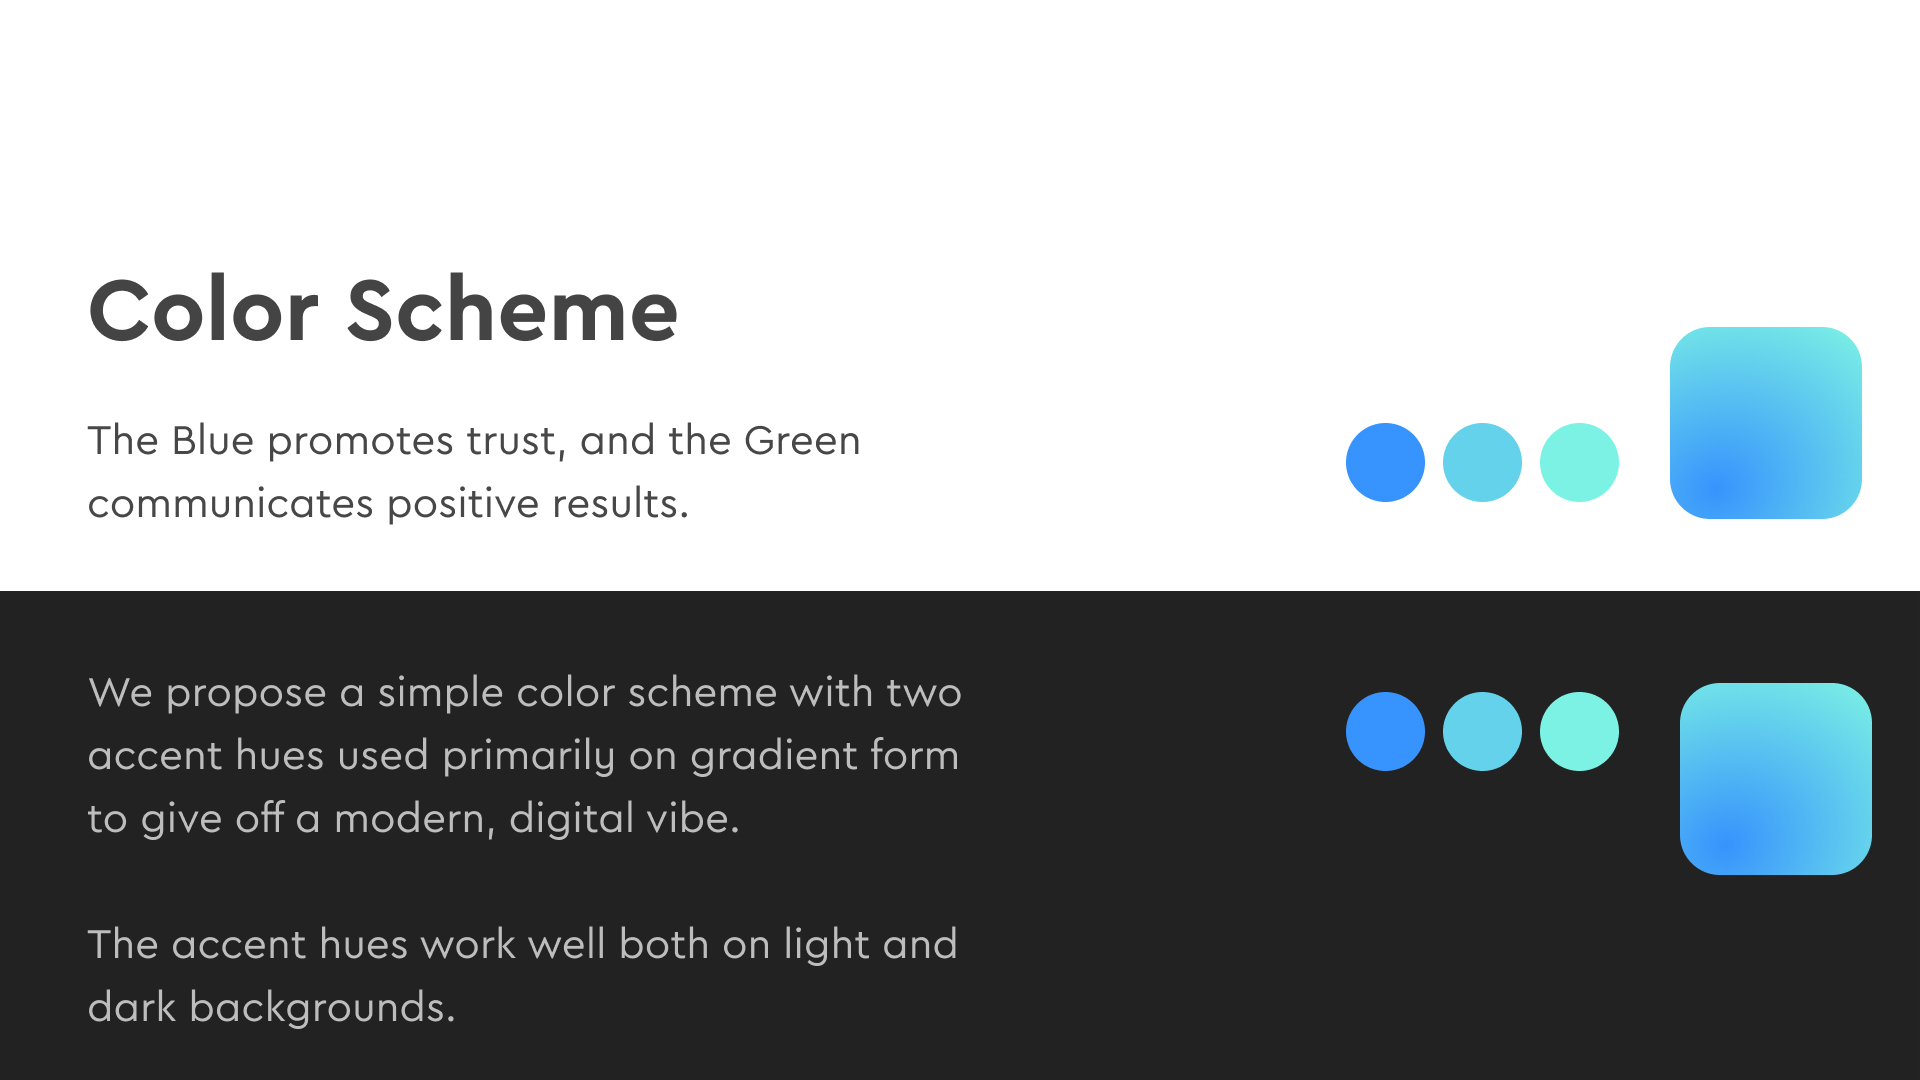 Color Scheme
The Blue promotes trust, and the Green
communicates positive results.
We propose a simple color scheme with two
accent hues used primarily on gradient form
to give off a modern, digital vibe.
The accent hues work well both on light and
dark backgrounds.